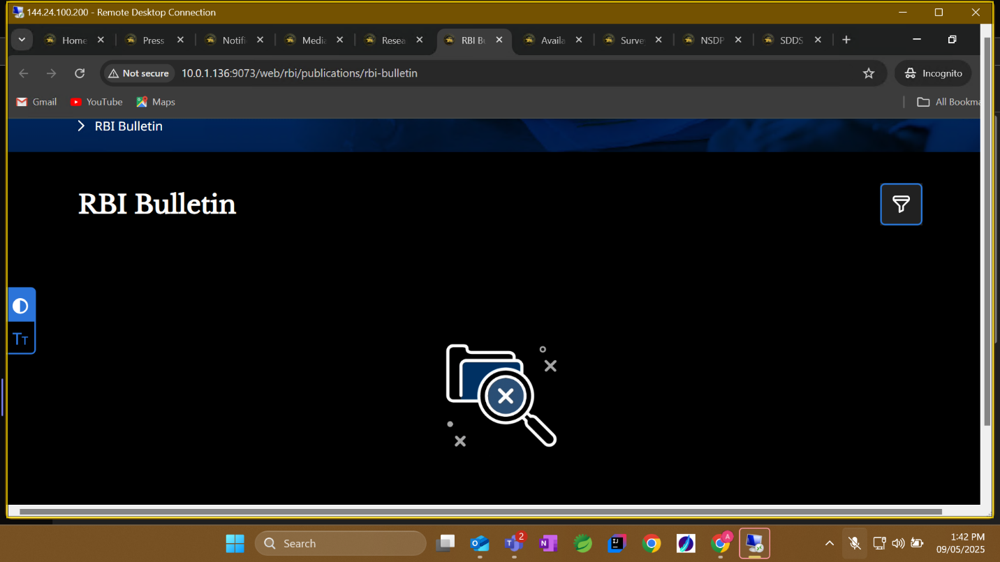 144.24.100.200 - Remote Desktop Connection
Home
Press
Notifi
Media
Resea
RBI Bu
Availa
Surve
NSDP
SDDS
Not secure
10.0.1.136:9073/web/rbi/publications/rbi-bulletin
Incognito
Gmail
YouTube
Maps
All Bookma
RBI Bulletin
RBI Bulletin
TT
Search
2
N
IJ
A
1:42 PM
09/05/2025